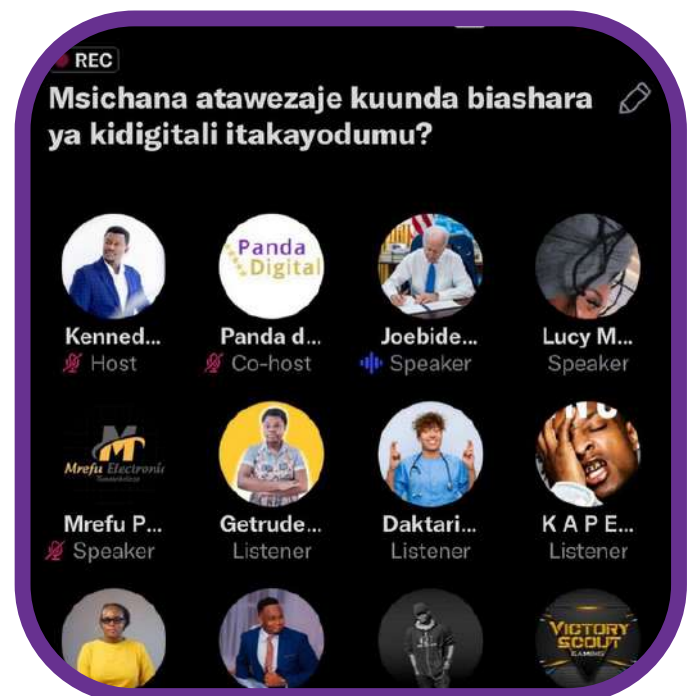 REC
Msichana atawezaje kuunda biashara
ya kidigitali itakayodumu?
Panda
Digital
Kenned...
Panda d...
Joebide...
Lucy M...
Host
Co-host
Speaker
Speaker
M
Mrefu Electronic
Mrefu P...
Getrude...
Daktari...
K A P E...
Speaker
Listener
Listener
Listener
VICTORY
SCOUT
GAMING